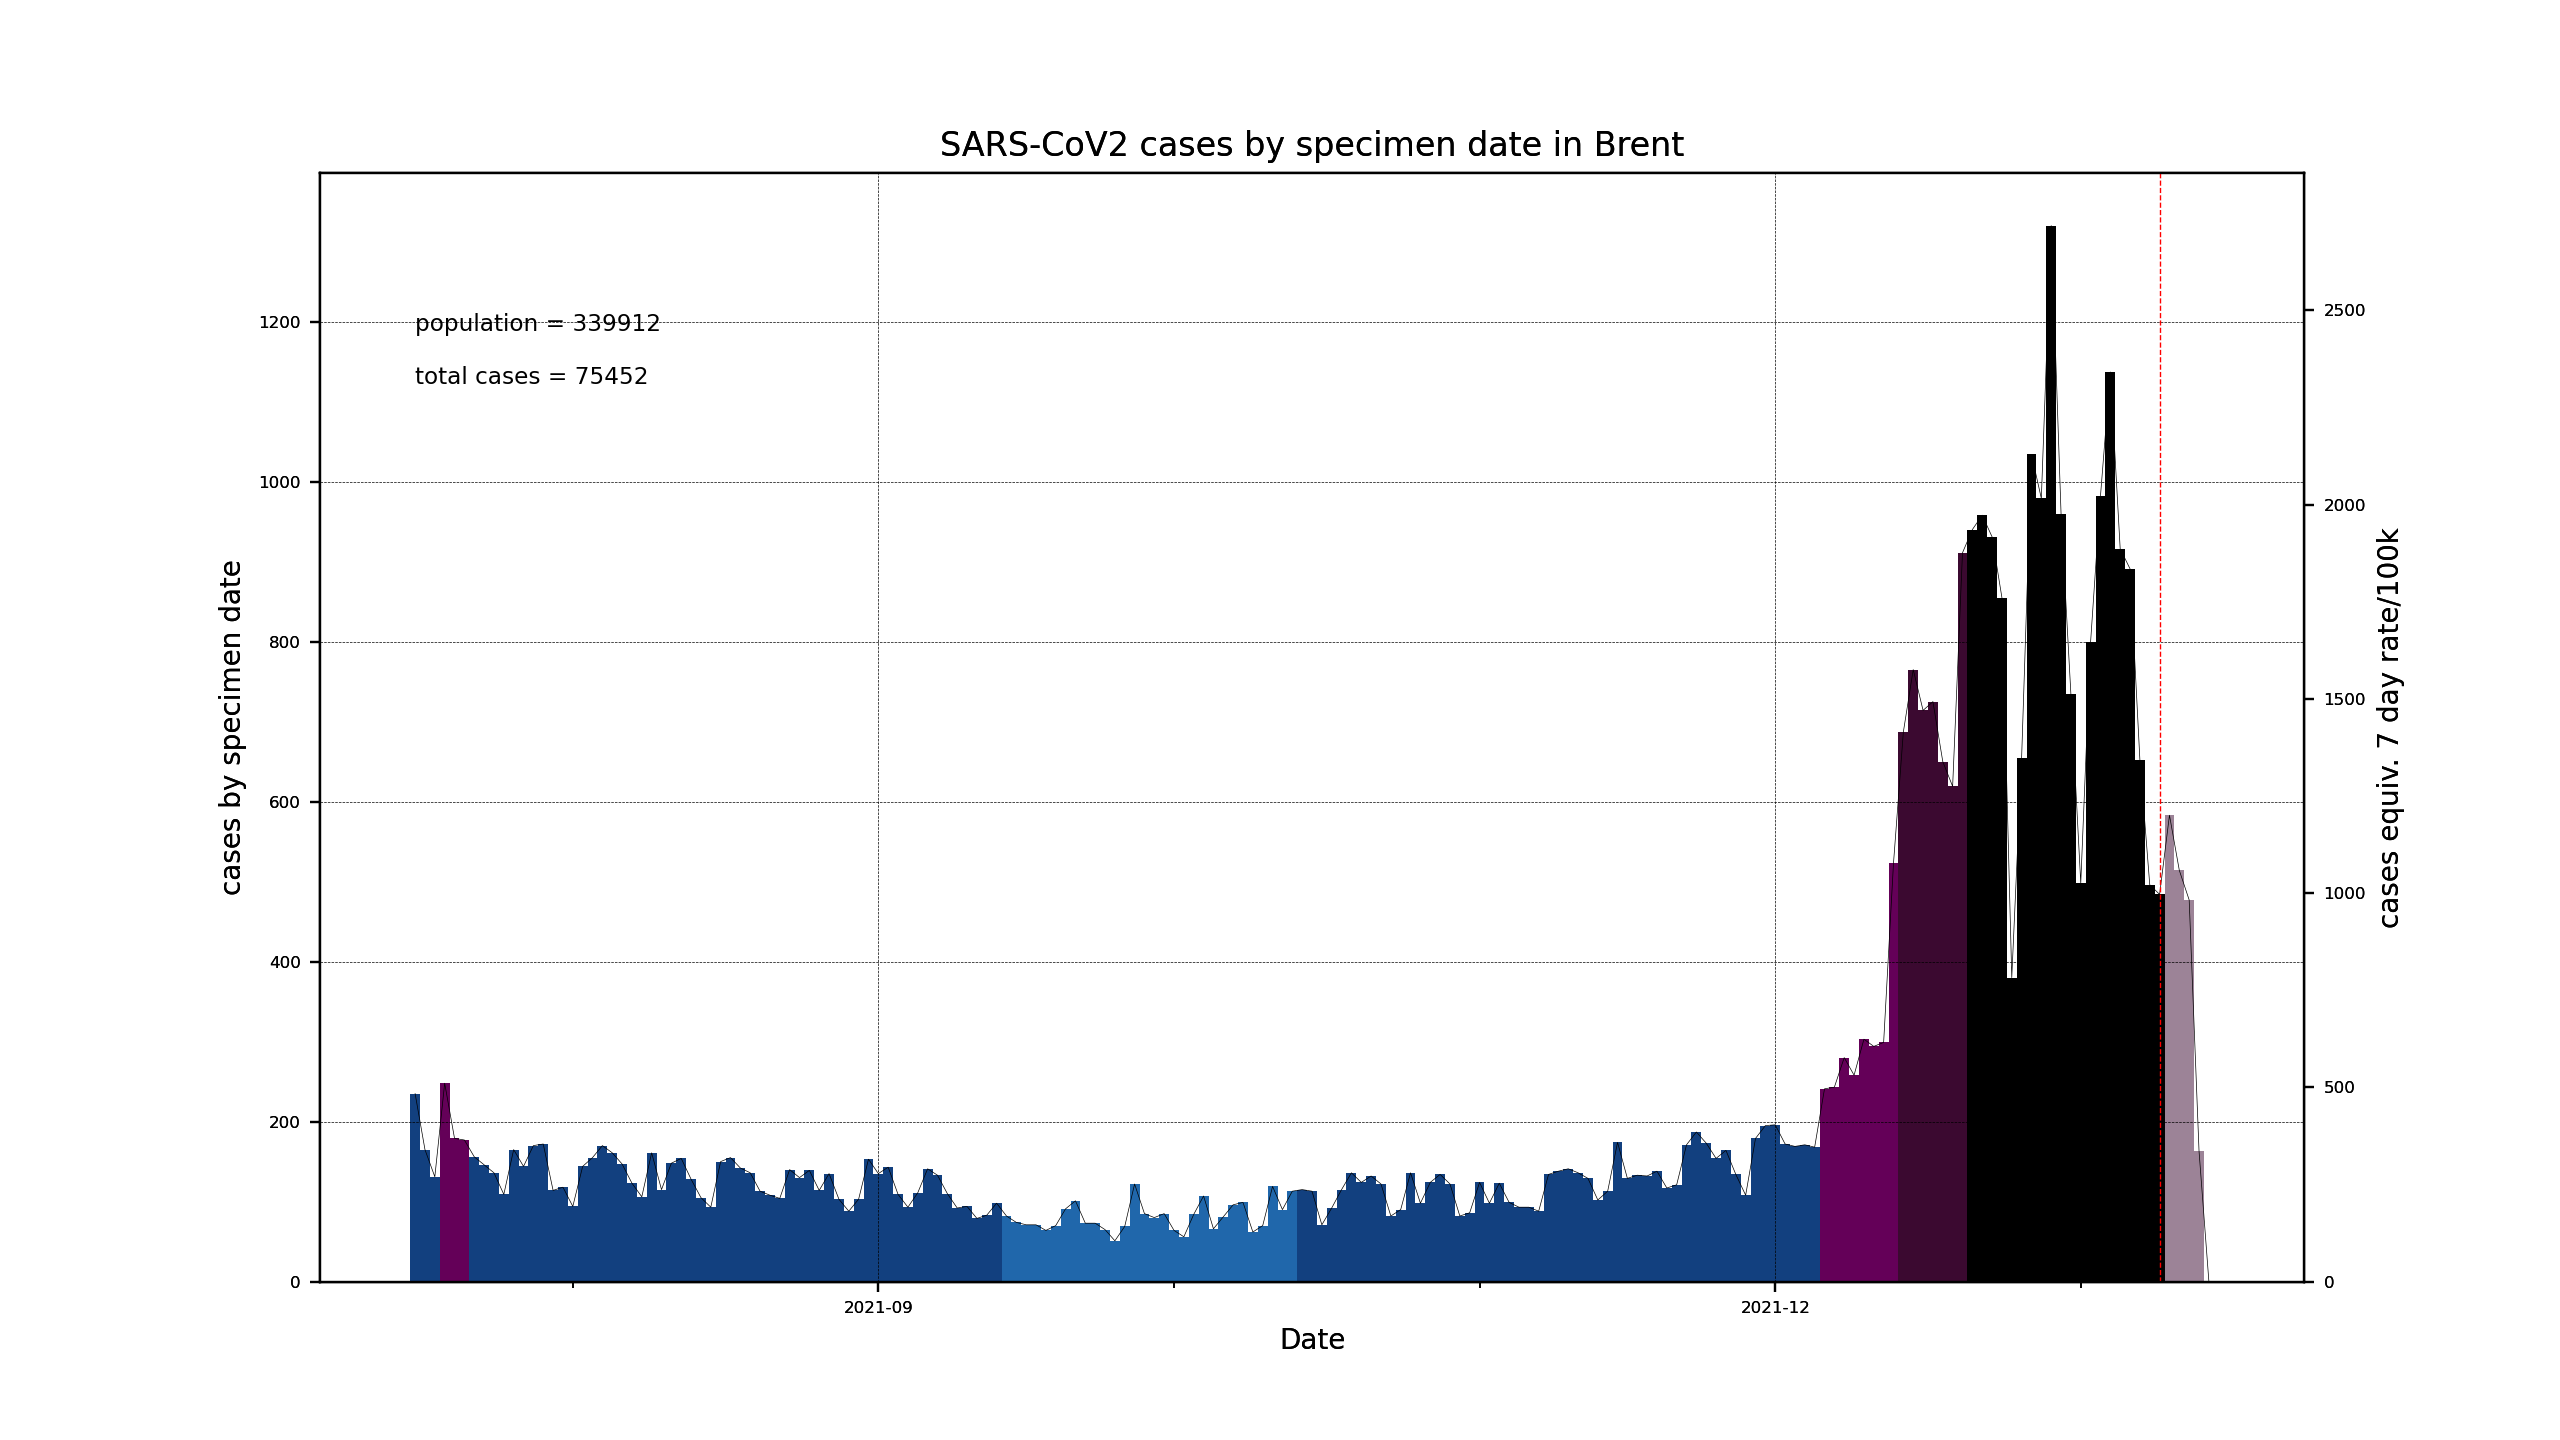 SARS-CoV2 cases by specimen date in Brent
population = 339912
total cases = 75452
cases by specimen date
1200
1000
800
600
400
200
0
2500
2000
1500
1000
500
0
cases equiv. 7 day rate/100k
2021-09
2021-12
Date